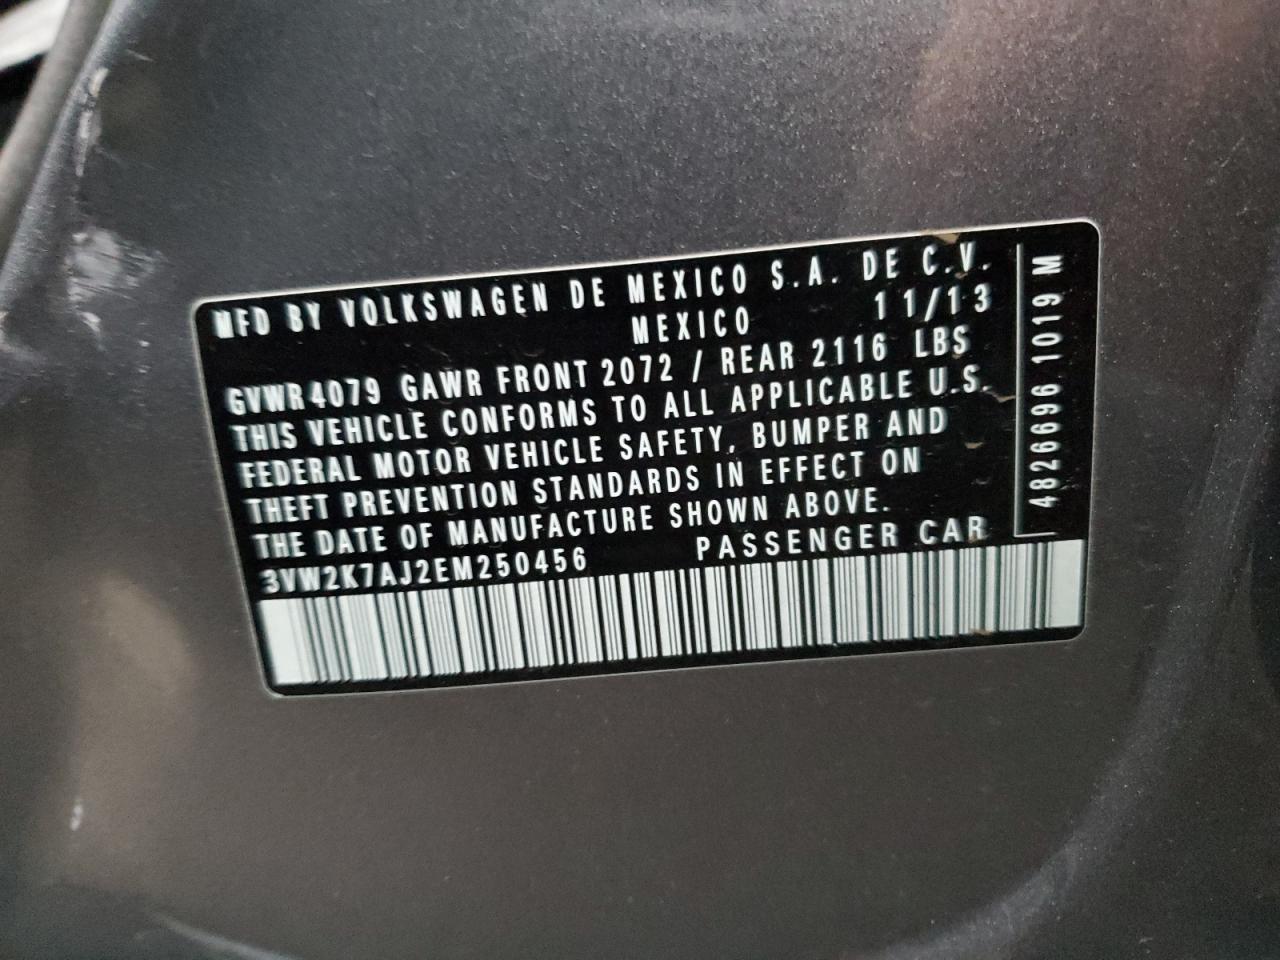 MFD BY VOLKSWAGEN DE MEXICO S.A. DE C.V.
MEXICO 11/13
GVWR 4079 GAWR FRONT 2072 / REAR 2116 LBS
THIS VEHICLE CONFORMS TO ALL APPLICABLE U.S.
FEDERAL MOTOR VEHICLE SAFETY, BUMPER AND
THEFT PREVENTION STANDARDS IN EFFECT ON
THE DATE OF MANUFACTURE SHOWN ABOVE.
3VW2K7AJ2EM250456 PASSENGER CAR
4826696 1019 M